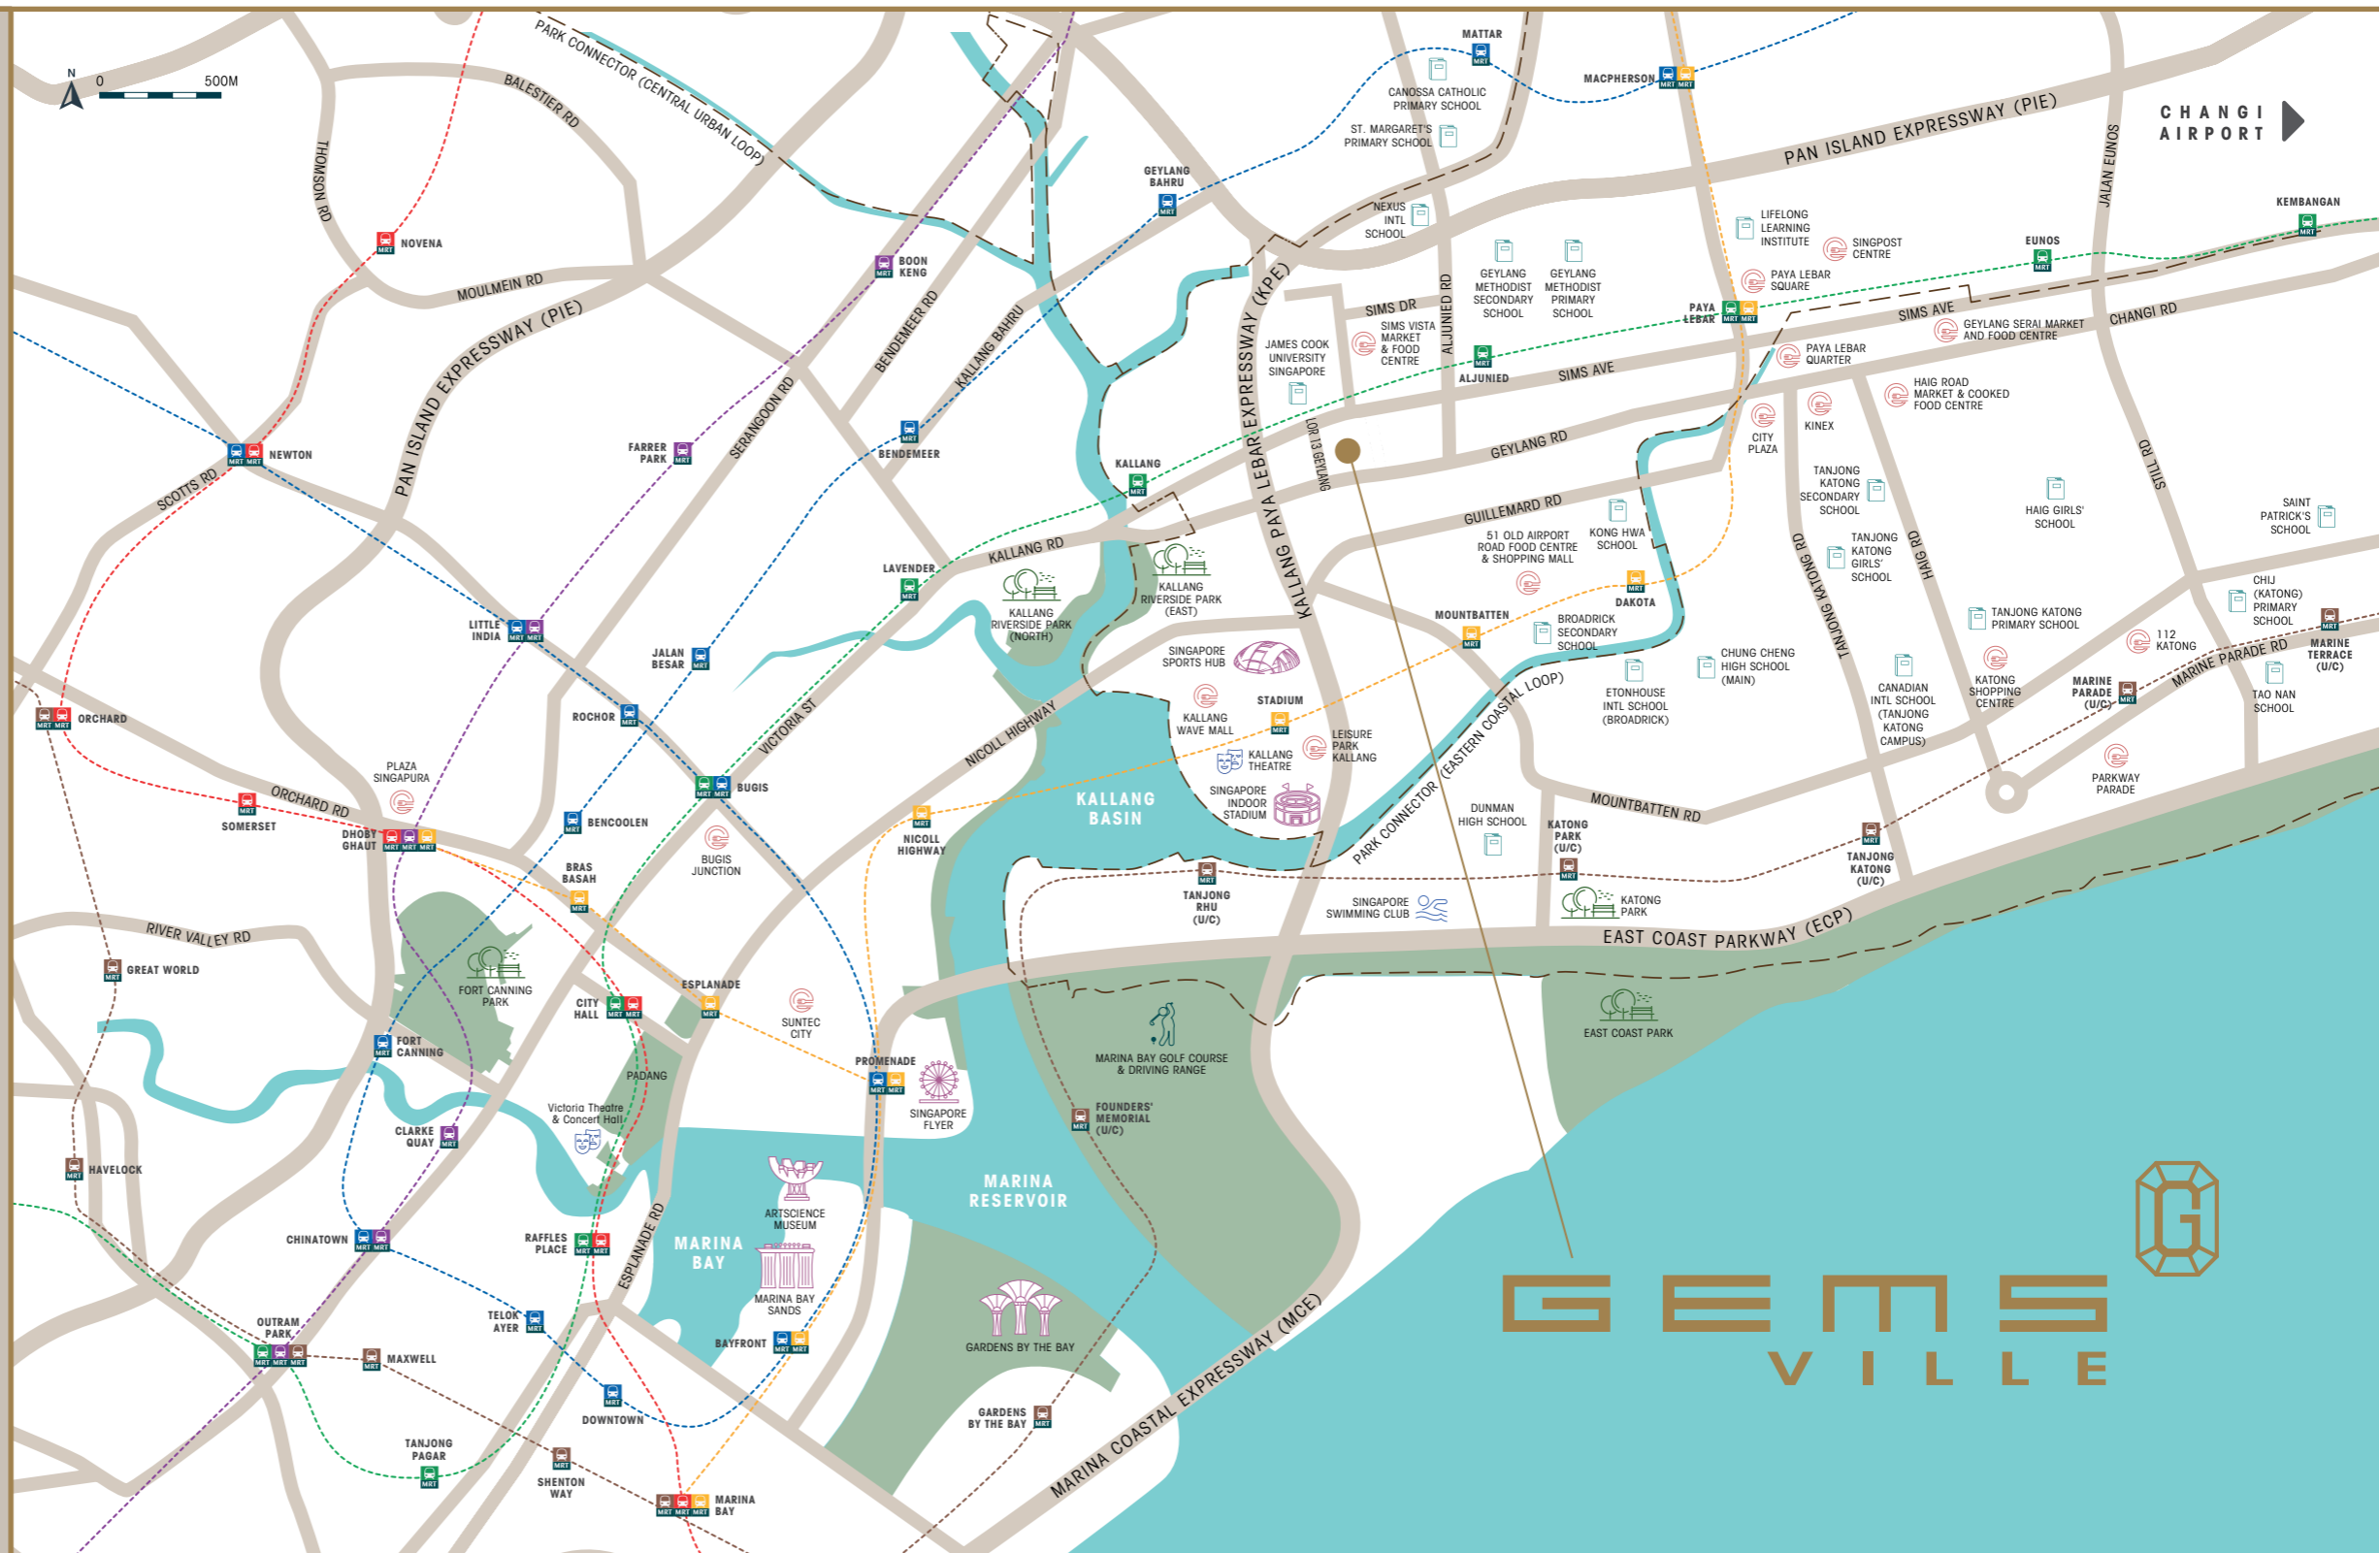 PARK CONNECTOR (CENTRAL URBAN LOOP)
N
0 500M
BALESTIER RD
THOMSON RD
NOVENA
MOULMEIN RD
PAN ISLAND EXPRESSWAY (PIE)
BOON
KENG
BENDEMEER RD
KALLANG BAHRU
SERANGOON RD
GEYLANG
BAHRU
MATTAR
MACPHERSON
CANOSSA CATHOLIC
PRIMARY SCHOOL
ST. MARGARET'S
PRIMARY SCHOOL
PAN ISLAND EXPRESSWAY (PIE)
JALAN EUNOS
CHANGI
AIRPORT
NEXUS
INTL
SCHOOL
LIFELONG
LEARNING
INSTITUTE
SINGPOST
CENTRE
EUNOS
KEMBANGAN
GEYLANG
METHODIST
SECONDARY
SCHOOL
GEYLANG
METHODIST
PRIMARY
SCHOOL
PAYA LEBAR
SQUARE
PAYA
LEBAR
SIMS AVE
GEYLANG SERAI MARKET
AND FOOD CENTRE
CHANGI RD
SIMS DR
SIMS VISTA
MARKET
& FOOD
CENTRE
ALJUNIED RD
JAMES COOK
UNIVERSITY
SINGAPORE
ALJUNIED
SIMS AVE
PAYA LEBAR
QUARTER
HAIG ROAD
MARKET & COOKED
FOOD CENTRE
KINEX
CITY
PLAZA
KALLANG PAYA LEBAR EXPRESSWAY (KPE)
LOR 13 GEYLANG
GEYLANG RD
GUILLEMARD RD
NEWTON
SCOTTS RD
FARRER
PARK
BENDEMEER
KALLANG
KALLANG RD
LAVENDER
KALLANG
RIVERSIDE PARK
(NORTH)
KALLANG
RIVERSIDE PARK
(EAST)
51 OLD AIRPORT
ROAD FOOD CENTRE
& SHOPPING MALL
KONG HWA
SCHOOL
DAKOTA
MOUNTBATTEN
BROADRICK
SECONDARY
SCHOOL
TANJONG
KATONG
SECONDARY
SCHOOL
TANJONG
KATONG
GIRLS'
SCHOOL
TANJONG KATONG RD
HAIG RD
HAIG GIRLS'
SCHOOL
STILL RD
SAINT
PATRICK'S
SCHOOL
CHIJ
(KATONG)
PRIMARY
SCHOOL
TANJONG KATONG
PRIMARY SCHOOL
112
KATONG
MARINE PARADE RD
MARINE
TERRACE
(U/C)
TAO NAN
SCHOOL
MARINE
PARADE
(U/C)
KATONG
SHOPPING
CENTRE
CANADIAN
INTL SCHOOL
(TANJONG
KATONG
CAMPUS)
CHUNG CHENG
HIGH SCHOOL
(MAIN)
ETONHOUSE
INTL SCHOOL
(BROADRICK)
PARKWAY
PARADE
LITTLE
INDIA
JALAN
BESAR
ROCHOR
VICTORIA ST
BUGIS
NICOLL HIGHWAY
SINGAPORE
SPORTS HUB
KALLANG
WAVE MALL
STADIUM
KALLANG
THEATRE
LEISURE
PARK
KALLANG
SINGAPORE
INDOOR
STADIUM
KALLANG
BASIN
PARK CONNECTOR (EASTERN COASTAL LOOP)
MOUNTBATTEN RD
DUNMAN
HIGH SCHOOL
KATONG
PARK
(U/C)
TANJONG
KATONG
(U/C)
TANJONG
RHU
(U/C)
SINGAPORE
SWIMMING CLUB
KATONG
PARK
EAST COAST PARKWAY (ECP)
EAST COAST PARK
ORCHARD
PLAZA
SINGAPURA
ORCHARD RD
SOMERSET
DHOBY
GHAUT
BENCOOLEN
BRAS
BASAH
BUGIS
JUNCTION
NICOLL
HIGHWAY
RIVER VALLEY RD
GREAT WORLD
FORT CANNING
PARK
CITY
HALL
ESPLANADE
SUNTEC
CITY
FORT
CANNING
PROMENADE
SINGAPORE
FLYER
MARINA BAY GOLF COURSE
& DRIVING RANGE
FOUNDERS'
MEMORIAL
(U/C)
PADANG
Victoria Theatre
& Concert Hall
CLARKE
QUAY
HAVELOCK
CHINATOWN
RAFFLES
PLACE
ESPLANADE RD
MARINA
BAY
ARTSCIENCE
MUSEUM
MARINA BAY
SANDS
MARINA
RESERVOIR
GARDENS BY THE BAY
TELOK
AYER
BAYFRONT
OUTRAM
PARK
MAXWELL
DOWNTOWN
GARDENS
BY THE BAY
MARINA COASTAL EXPRESSWAY (MCE)
TANJONG
PAGAR
SHENTON
WAY
MARINA
BAY
G
GEMS
VILLE